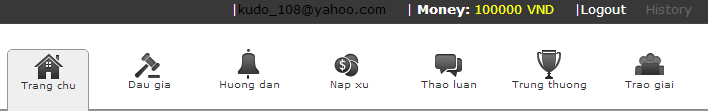 |kudo_108@yahoo.com | Money: 100000 VND |Logout History
Trang chu Dau gia Huong dan Nap xu Thao luan Trung thuong Trao giai